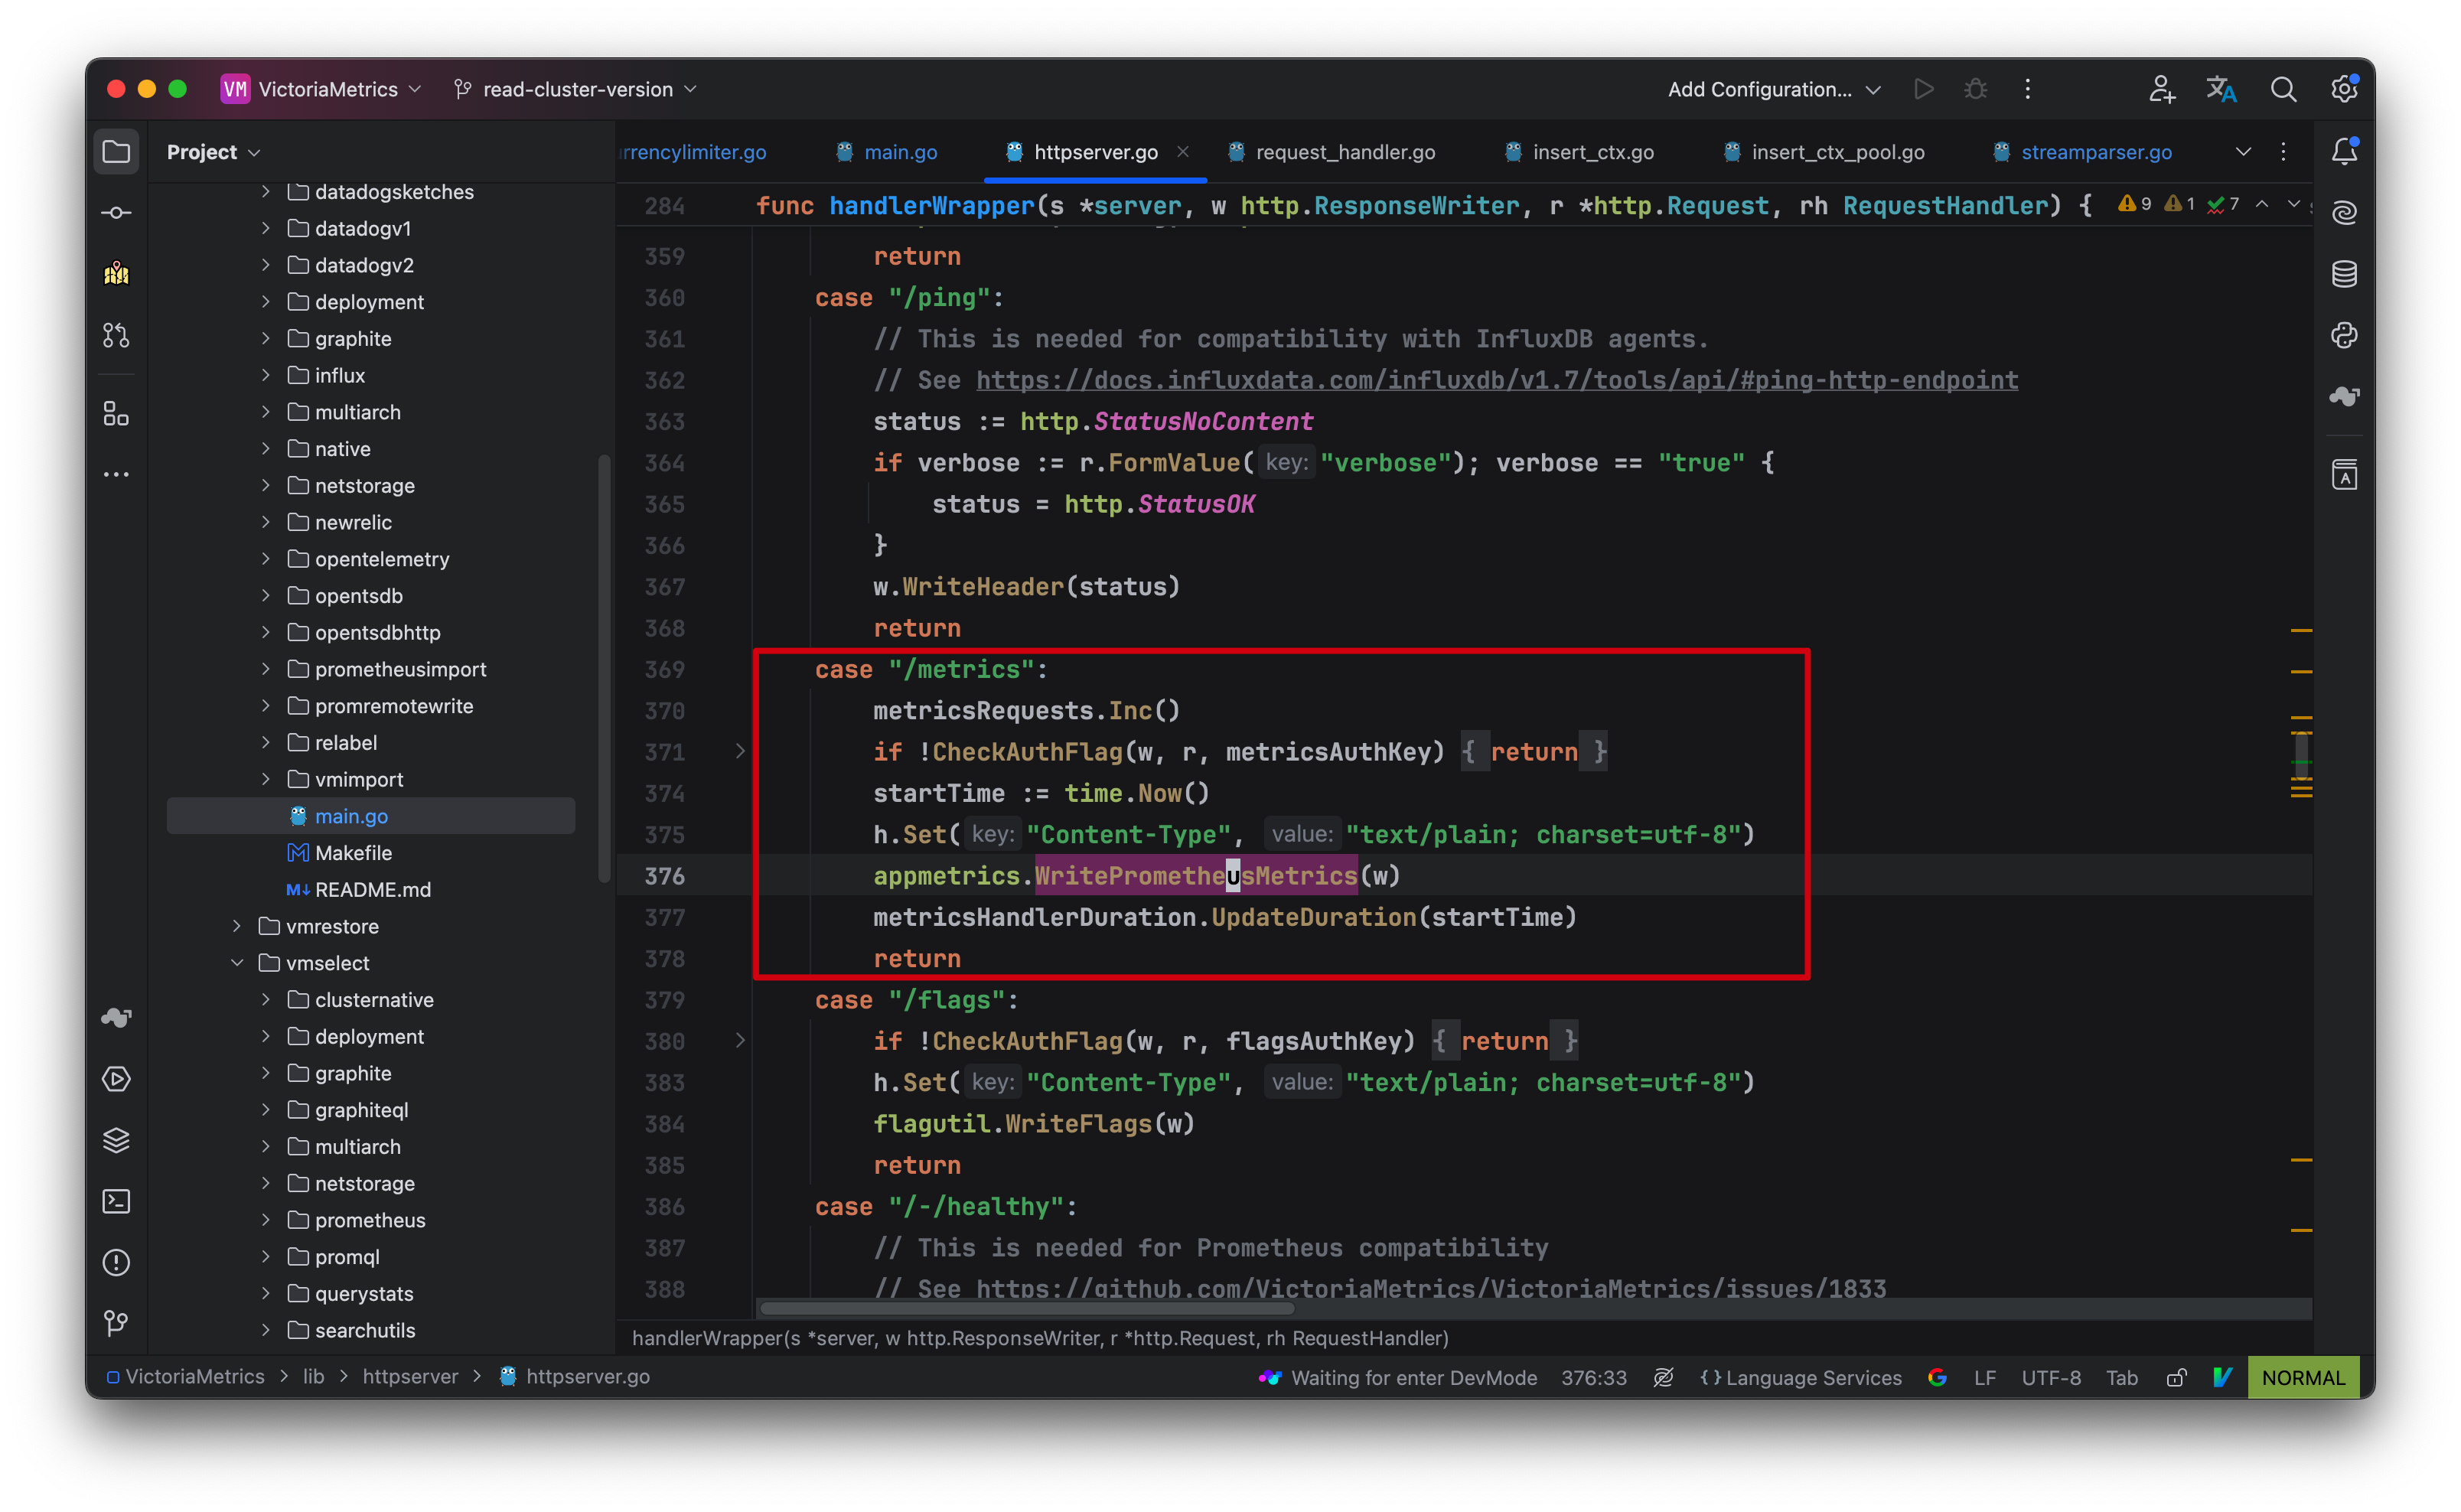 VM VictoriaMetrics read-cluster-version Add Configuration...
Project
rrencylimiter.go main.go httpserver.go request_handler.go insert_ctx.go insert_ctx_pool.go streamparser.go
datadogsketches
datadogv1
datadogv2
deployment
graphite
influx
multiarch
native
netstorage
newrelic
opentelemetry
opentsdb
opentsdbhttp
prometheusimport
promremotewrite
relabel
vmimport
main.go
Makefile
M↓ README.md
vmrestore
vmselect
clusternative
deployment
graphite
graphiteql
multiarch
netstorage
prometheus
promql
querystats
searchutils
284 func handlerWrapper(s *server, w http.ResponseWriter, r *http.Request, rh RequestHandler) { 9 1 7
359 return
360 case "/ping":
361 // This is needed for compatibility with InfluxDB agents.
362 // See https://docs.influxdata.com/influxdb/v1.7/tools/api/#ping-http-endpoint
363 status := http.StatusNoContent
364 if verbose := r.FormValue( key: "verbose"); verbose == "true" {
365 status = http.StatusOK
366 }
367 w.WriteHeader(status)
368 return
369 case "/metrics":
370 metricsRequests.Inc()
371 if !CheckAuthFlag(w, r, metricsAuthKey) { return }
374 startTime := time.Now()
375 h.Set( key: "Content-Type", value: "text/plain; charset=utf-8")
376 appmetrics.WritePrometheusMetrics(w)
377 metricsHandlerDuration.UpdateDuration(startTime)
378 return
379 case "/flags":
380 if !CheckAuthFlag(w, r, flagsAuthKey) { return }
383 h.Set( key: "Content-Type", value: "text/plain; charset=utf-8")
384 flagutil.WriteFlags(w)
385 return
386 case "/-/healthy":
387 // This is needed for Prometheus compatibility
388 // See https://github.com/VictoriaMetrics/VictoriaMetrics/issues/1833
handlerWrapper(s *server, w http.ResponseWriter, r *http.Request, rh RequestHandler)
VictoriaMetrics > lib > httpserver > httpserver.go Waiting for enter DevMode 376:33 {} Language Services G LF UTF-8 Tab NORMAL